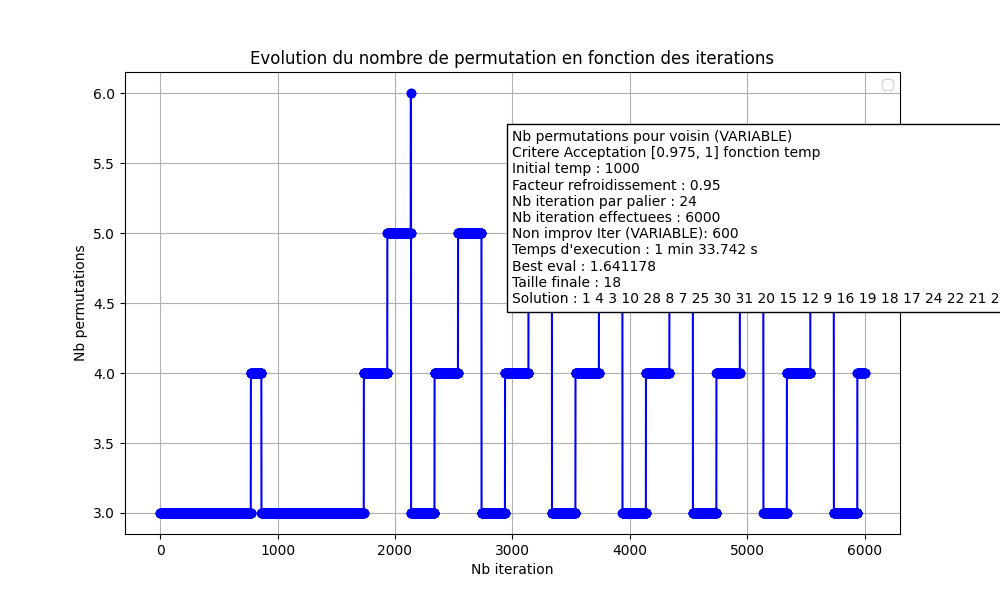 Evolution du nombre de permutation en fonction des iterations
6.0
5.5
5.0
4.5
4.0
3.5
3.0
Nb permutations
Nb permutations pour voisin (VARIABLE)
Critere Acceptation [0.975, 1] fonction temp
Initial temp : 1000
Facteur refroidissement : 0.95
Nb iteration par palier : 24
Nb iteration effectuees : 6000
Non improv Iter (VARIABLE): 600
Temps d'execution : 1 min 33.742 s
Best eval : 1.641178
Taille finale : 18
Solution : 1 4 3 10 28 8 7 25 30 31 20 15 12 9 16 19 18 17 24 22 21 2
0 1000 2000 3000 4000 5000 6000
Nb iteration